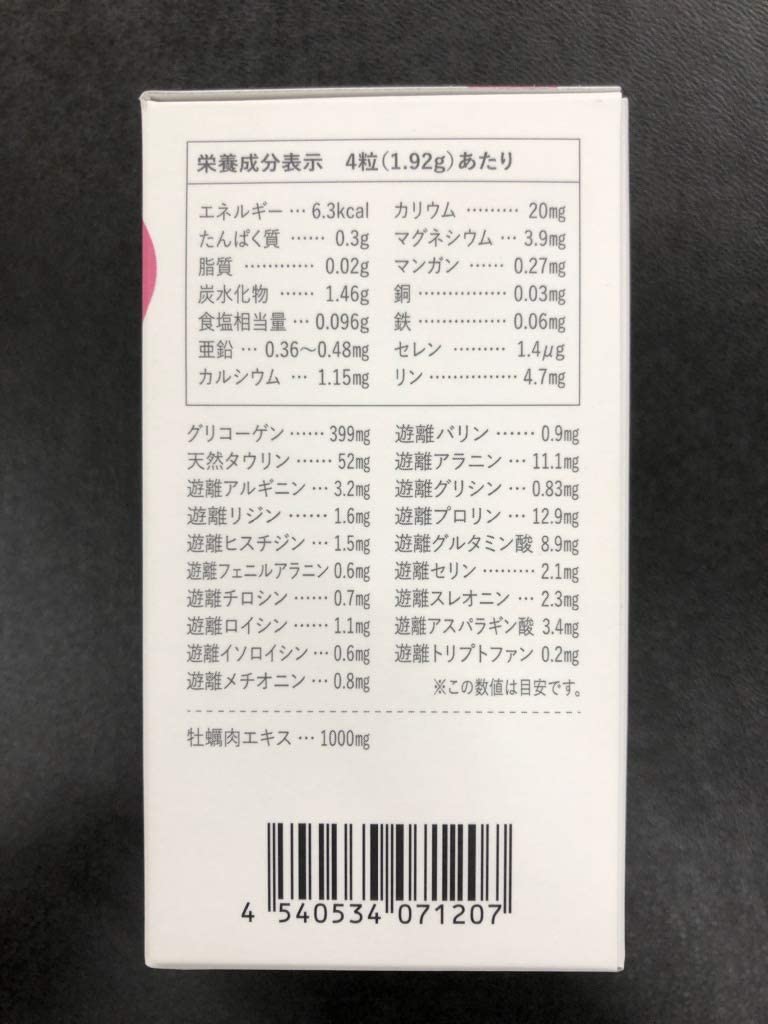 栄養成分表示 4粒(1.92g)あたり
エネルギー … 6.3kcal
たんぱく質 …… 0.3g
脂質 ………… 0.02g
炭水化物 …… 1.46g
食塩相当量 … 0.096g
亜鉛 … 0.36〜0.48mg
カルシウム … 1.15mg
カリウム ……… 20mg
マグネシウム … 3.9mg
マンガン …… 0.27mg
銅 …………… 0.03mg
鉄 …………… 0.06mg
セレン ……… 1.4μg
リン …………… 4.7mg
グリコーゲン …… 399mg
天然タウリン …… 52mg
遊離アルギニン … 3.2mg
遊離リジン …… 1.6mg
遊離ヒスチジン … 1.5mg
遊離フェニルアラニン 0.6mg
遊離チロシン …… 0.7mg
遊離ロイシン …… 1.1mg
遊離イソロイシン … 0.6mg
遊離メチオニン … 0.8mg
遊離バリン …… 0.9mg
遊離アラニン … 11.1mg
遊離グリシン … 0.83mg
遊離プロリン … 12.9mg
遊離グルタミン酸 8.9mg
遊離セリン ……… 2.1mg
遊離スレオニン … 2.3mg
遊離アスパラギン酸 3.4mg
遊離トリプトファン 0.2mg
※この数値は目安です。
牡蠣肉エキス … 1000mg
4 540534 071207